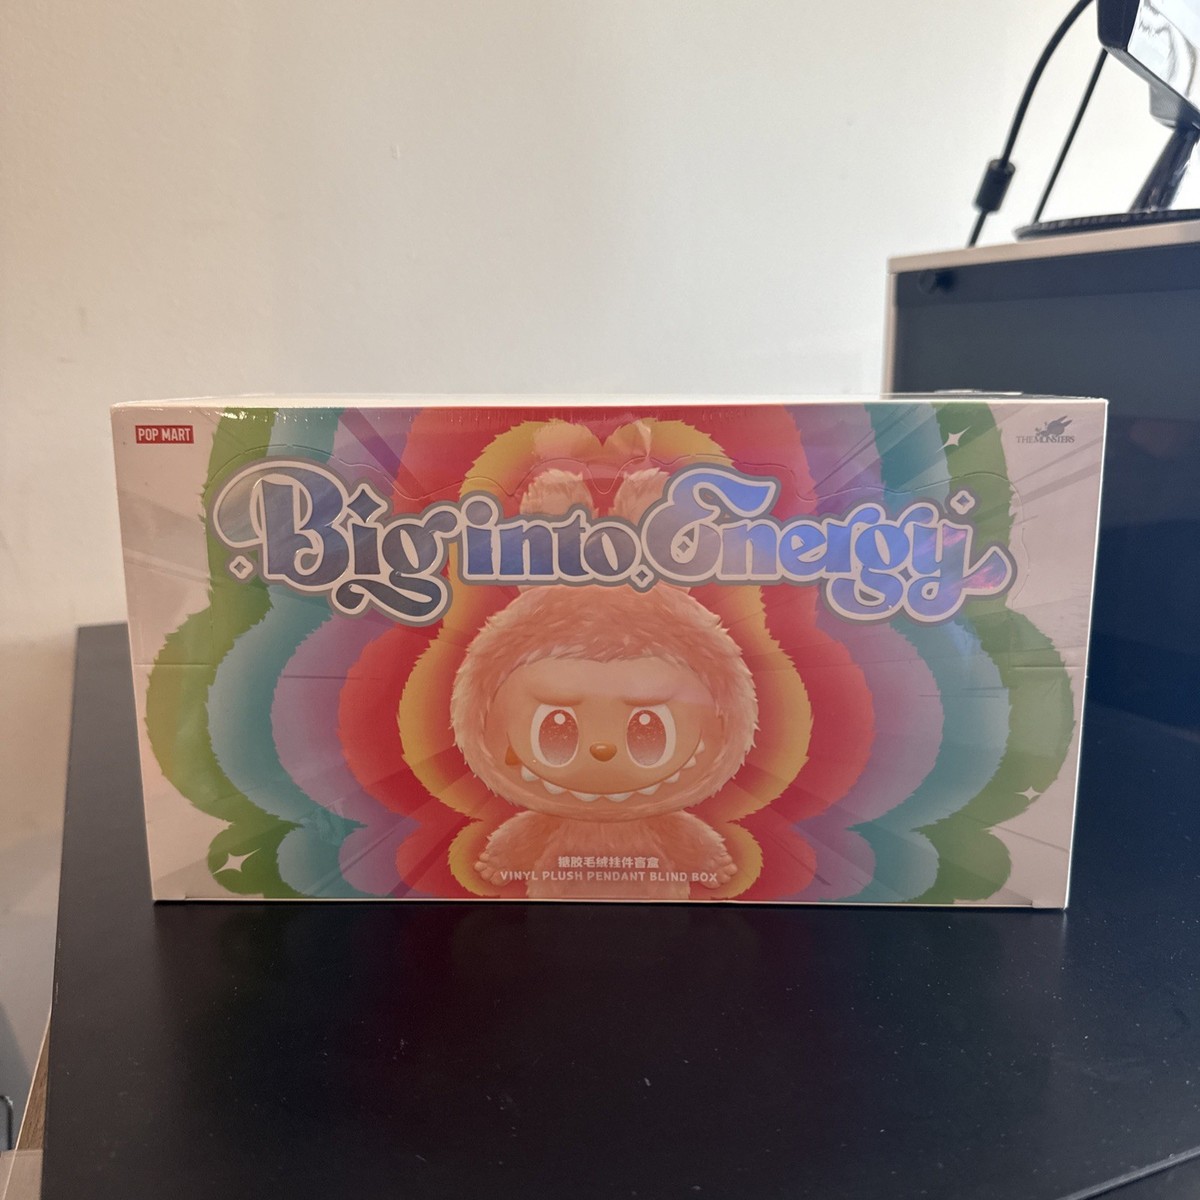 POP MART
THE MONSTERS
Big into Energy
搪胶毛绒挂件盲盒
VINYL PLUSH PENDANT BLIND BOX